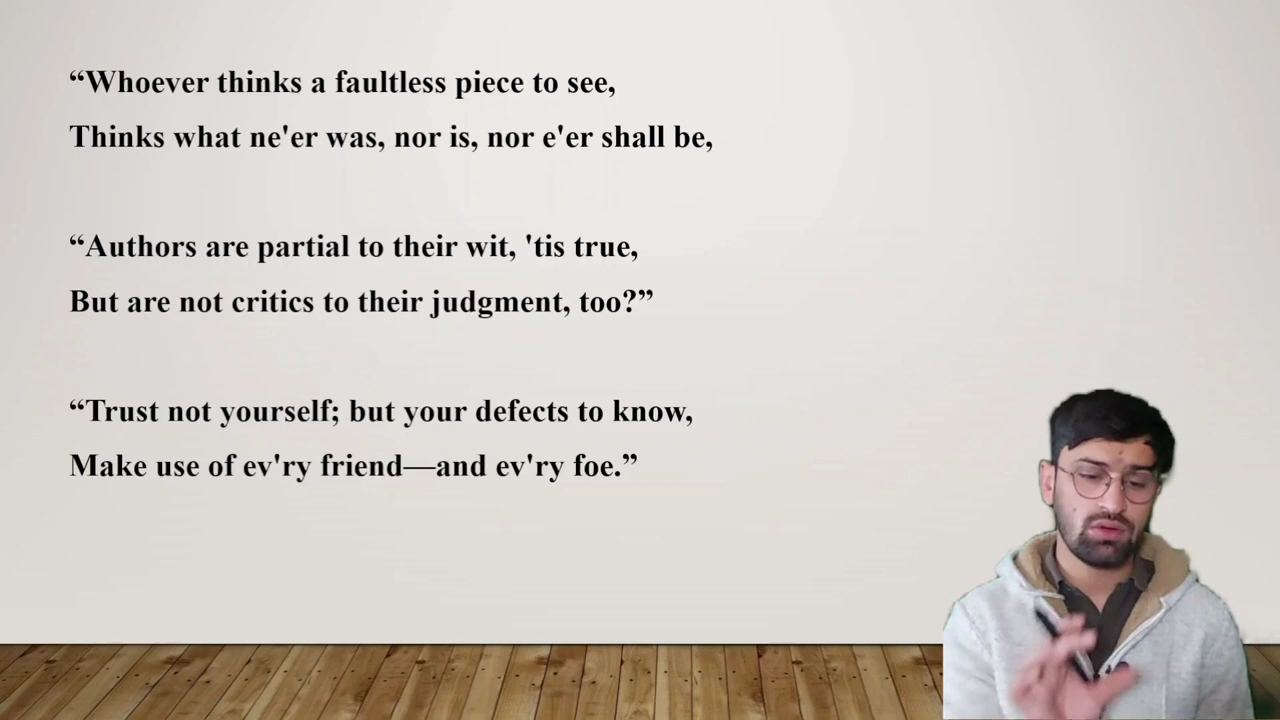 “Whoever thinks a faultless piece to see,
Thinks what ne'er was, nor is, nor e'er shall be,
“Authors are partial to their wit, 'tis true,
But are not critics to their judgment, too?”
“Trust not yourself; but your defects to know,
Make use of ev'ry friend—and ev'ry foe.”